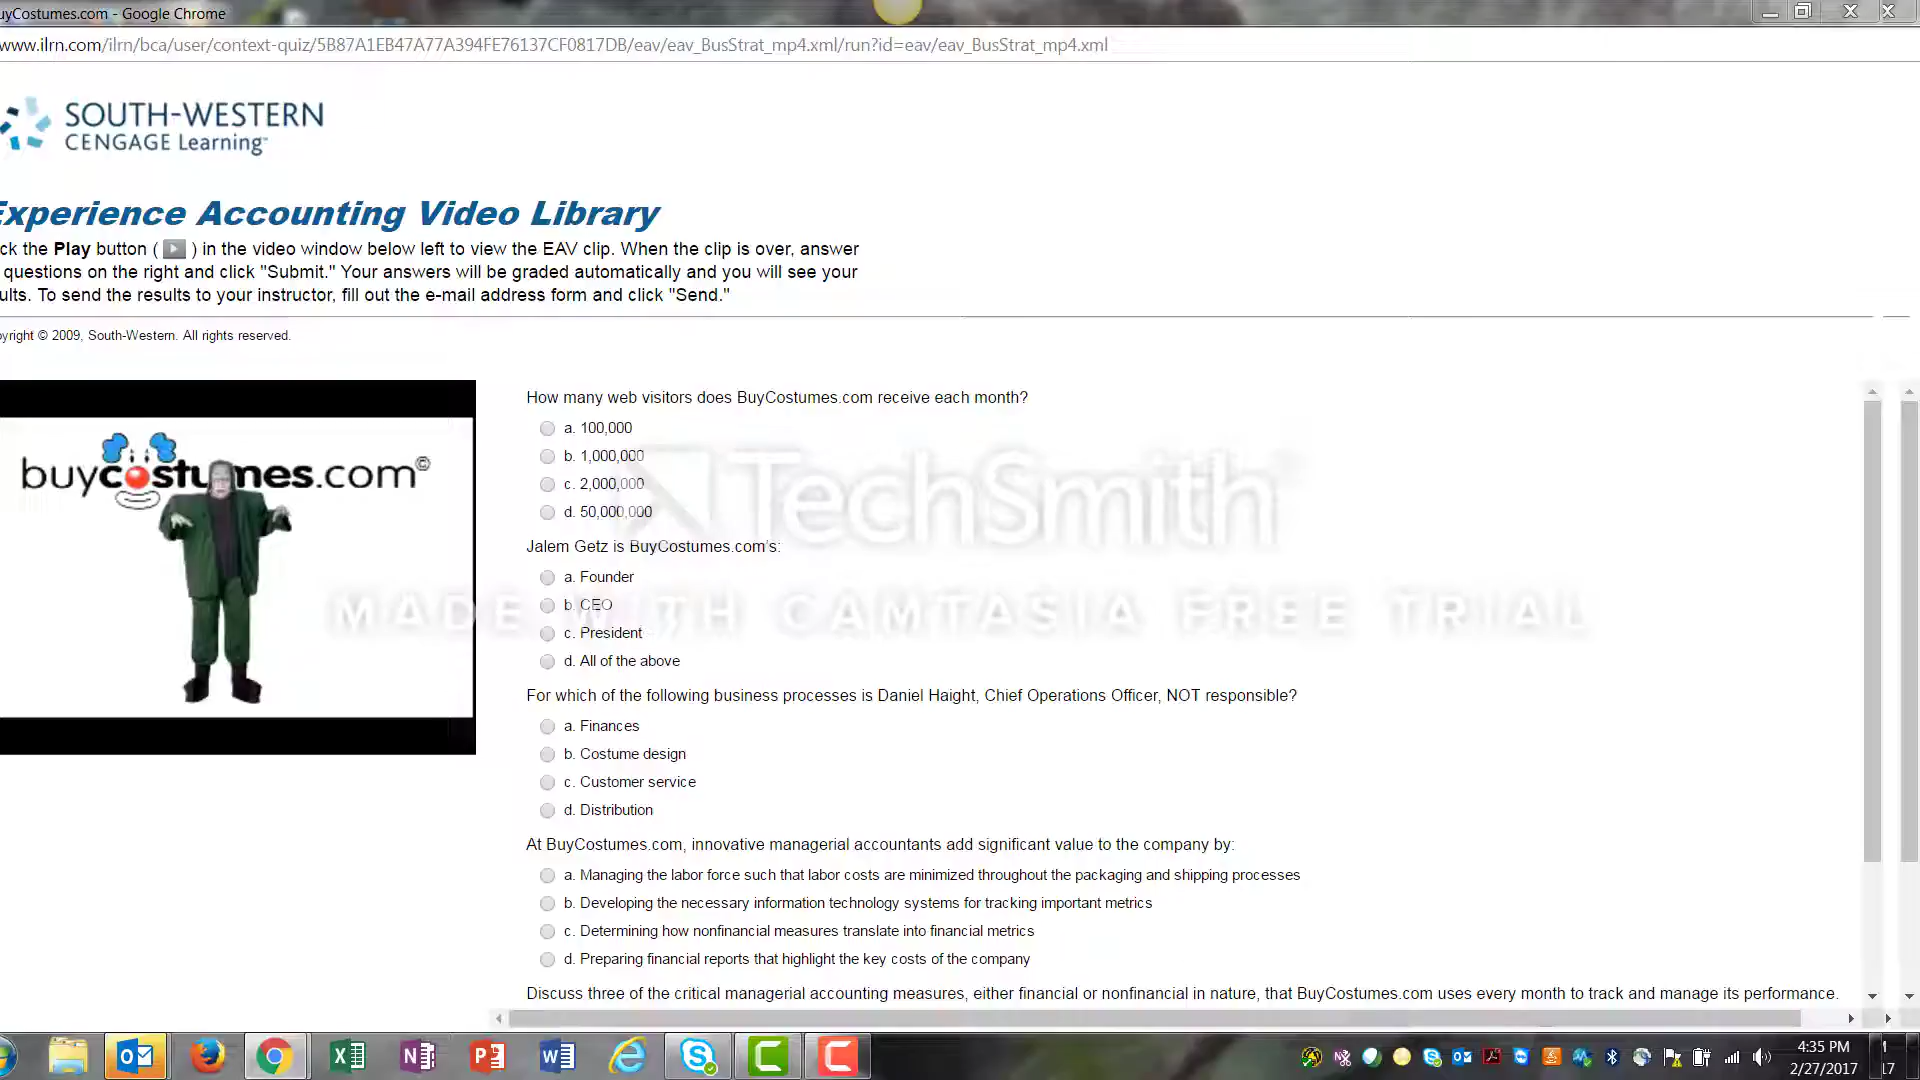 uyCostumes.com - Google Chrome
www.ilrn.com/ilrn/bca/user/context-quiz/5B87A1EB47A77A394FE76137CF0817DB/eav/eav_BusStrat_mp4.xml/run?id=eav/eav_BusStrat_mp4.xml
SOUTH-WESTERN
CENGAGE Learning™
Experience Accounting Video Library
ck the Play button ( ) in the video window below left to view the EAV clip. When the clip is over, answer
questions on the right and click "Submit." Your answers will be graded automatically and you will see your
ults. To send the results to your instructor, fill out the e-mail address form and click "Send."
yright © 2009, South-Western. All rights reserved.
buycostumes.com©
How many web visitors does BuyCostumes.com receive each month?
a. 100,000
b. 1,000,000
c. 2,000,000
d. 50,000,000
Jalem Getz is BuyCostumes.com's:
a. Founder
b. CEO
c. President
d. All of the above
For which of the following business processes is Daniel Haight, Chief Operations Officer, NOT responsible?
a. Finances
b. Costume design
c. Customer service
d. Distribution
At BuyCostumes.com, innovative managerial accountants add significant value to the company by:
a. Managing the labor force such that labor costs are minimized throughout the packaging and shipping processes
b. Developing the necessary information technology systems for tracking important metrics
c. Determining how nonfinancial measures translate into financial metrics
d. Preparing financial reports that highlight the key costs of the company
Discuss three of the critical managerial accounting measures, either financial or nonfinancial in nature, that BuyCostumes.com uses every month to track and manage its performance.
TechSmith
MADE WITH CAMTASIA FREE TRIAL
4:35 PM
2/27/2017
17